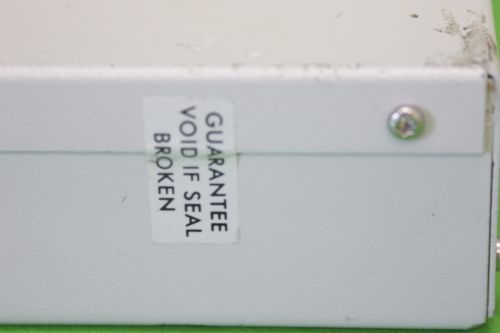 GUARANTEE
VOID IF SEAL
BROKEN